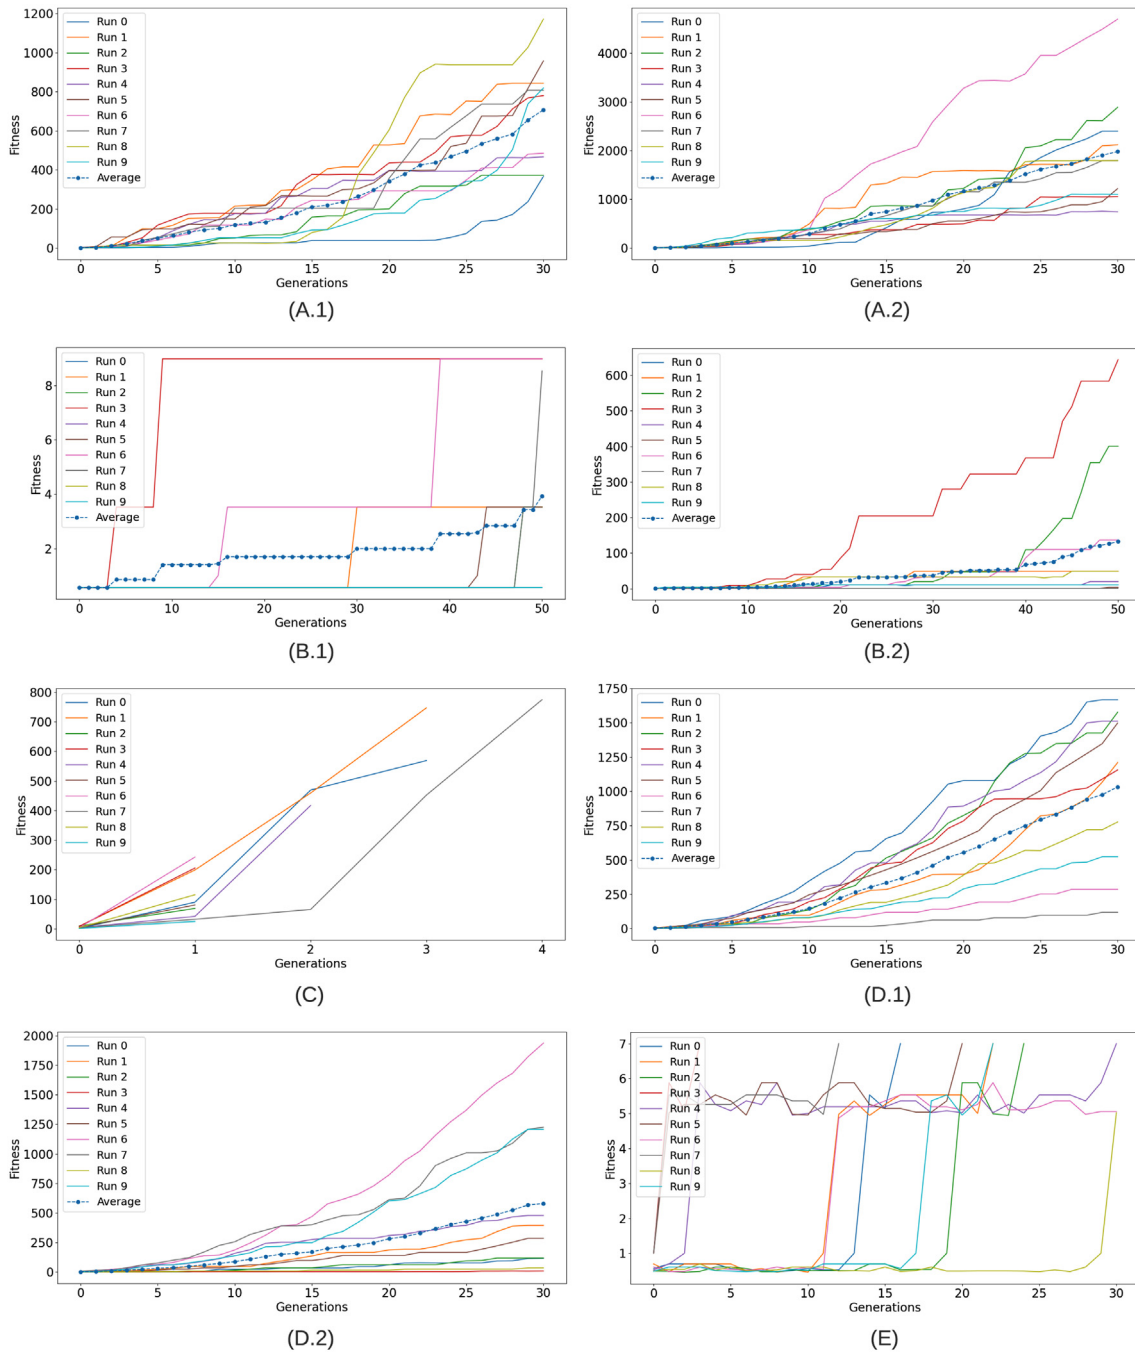 1200
1000
800
600
400
200
0
Fitness
Run 0
Run 1
Run 2
Run 3
Run 4
Run 5
Run 6
Run 7
Run 8
Run 9
Average
0 5 10 15 20 25 30
Generations
(A.1)
4000
3000
2000
1000
0
Fitness
Run 0
Run 1
Run 2
Run 3
Run 4
Run 5
Run 6
Run 7
Run 8
Run 9
Average
0 5 10 15 20 25 30
Generations
(A.2)
8
6
4
2
Fitness
Run 0
Run 1
Run 2
Run 3
Run 4
Run 5
Run 6
Run 7
Run 8
Run 9
Average
0 10 20 30 40 50
Generations
(B.1)
600
500
400
300
200
100
0
Fitness
Run 0
Run 1
Run 2
Run 3
Run 4
Run 5
Run 6
Run 7
Run 8
Run 9
Average
0 10 20 30 40 50
Generations
(B.2)
800
700
600
500
400
300
200
100
0
Fitness
Run 0
Run 1
Run 2
Run 3
Run 4
Run 5
Run 6
Run 7
Run 8
Run 9
0 1 2 3 4
Generations
(C)
1750
1500
1250
1000
750
500
250
0
Fitness
Run 0
Run 1
Run 2
Run 3
Run 4
Run 5
Run 6
Run 7
Run 8
Run 9
Average
0 5 10 15 20 25 30
Generations
(D.1)
2000
1750
1500
1250
1000
750
500
250
0
Fitness
Run 0
Run 1
Run 2
Run 3
Run 4
Run 5
Run 6
Run 7
Run 8
Run 9
Average
0 5 10 15 20 25 30
Generations
(D.2)
7
6
5
4
3
2
1
Fitness
Run 0
Run 1
Run 2
Run 3
Run 4
Run 5
Run 6
Run 7
Run 8
Run 9
0 5 10 15 20 25 30
Generations
(E)